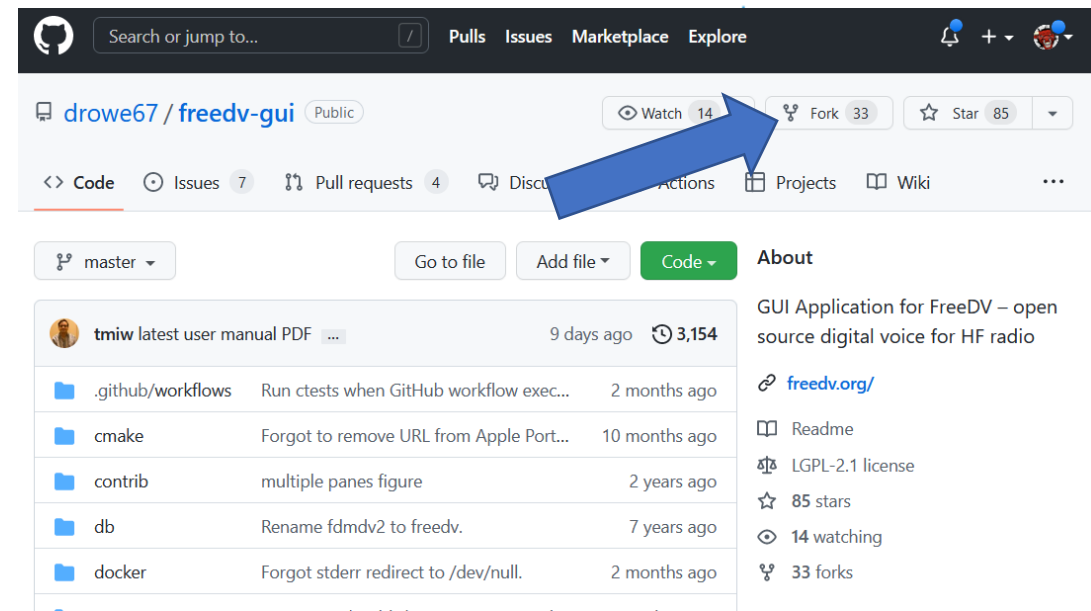 Search or jump to... / Pulls Issues Marketplace Explore
drowe67 / freedv-gui Public Watch 14 Fork 33 Star 85
Code Issues 7 Pull requests 4 Actions Projects Wiki ...
master Go to file Add file Code About
GUI Application for FreeDV – open
source digital voice for HF radio
tmiw latest user manual PDF ... 9 days ago 3,154
freedv.org/
.github/workflows Run ctests when GitHub workflow exec... 2 months ago
Readme
cmake Forgot to remove URL from Apple Port... 10 months ago
LGPL-2.1 license
contrib multiple panes figure 2 years ago
85 stars
db Rename fdmdv2 to freedv. 7 years ago
14 watching
docker Forgot stderr redirect to /dev/null. 2 months ago
33 forks